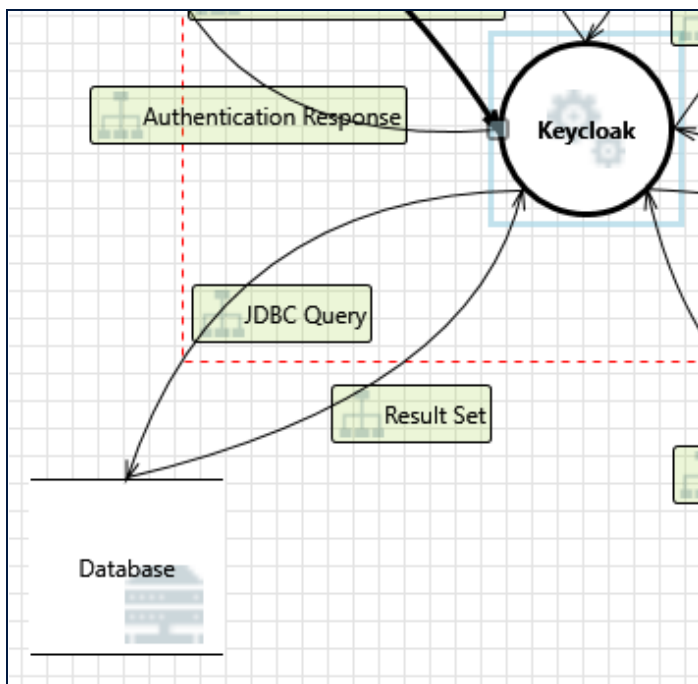 Authentication Response
Keycloak
JDBC Query
Result Set
Database